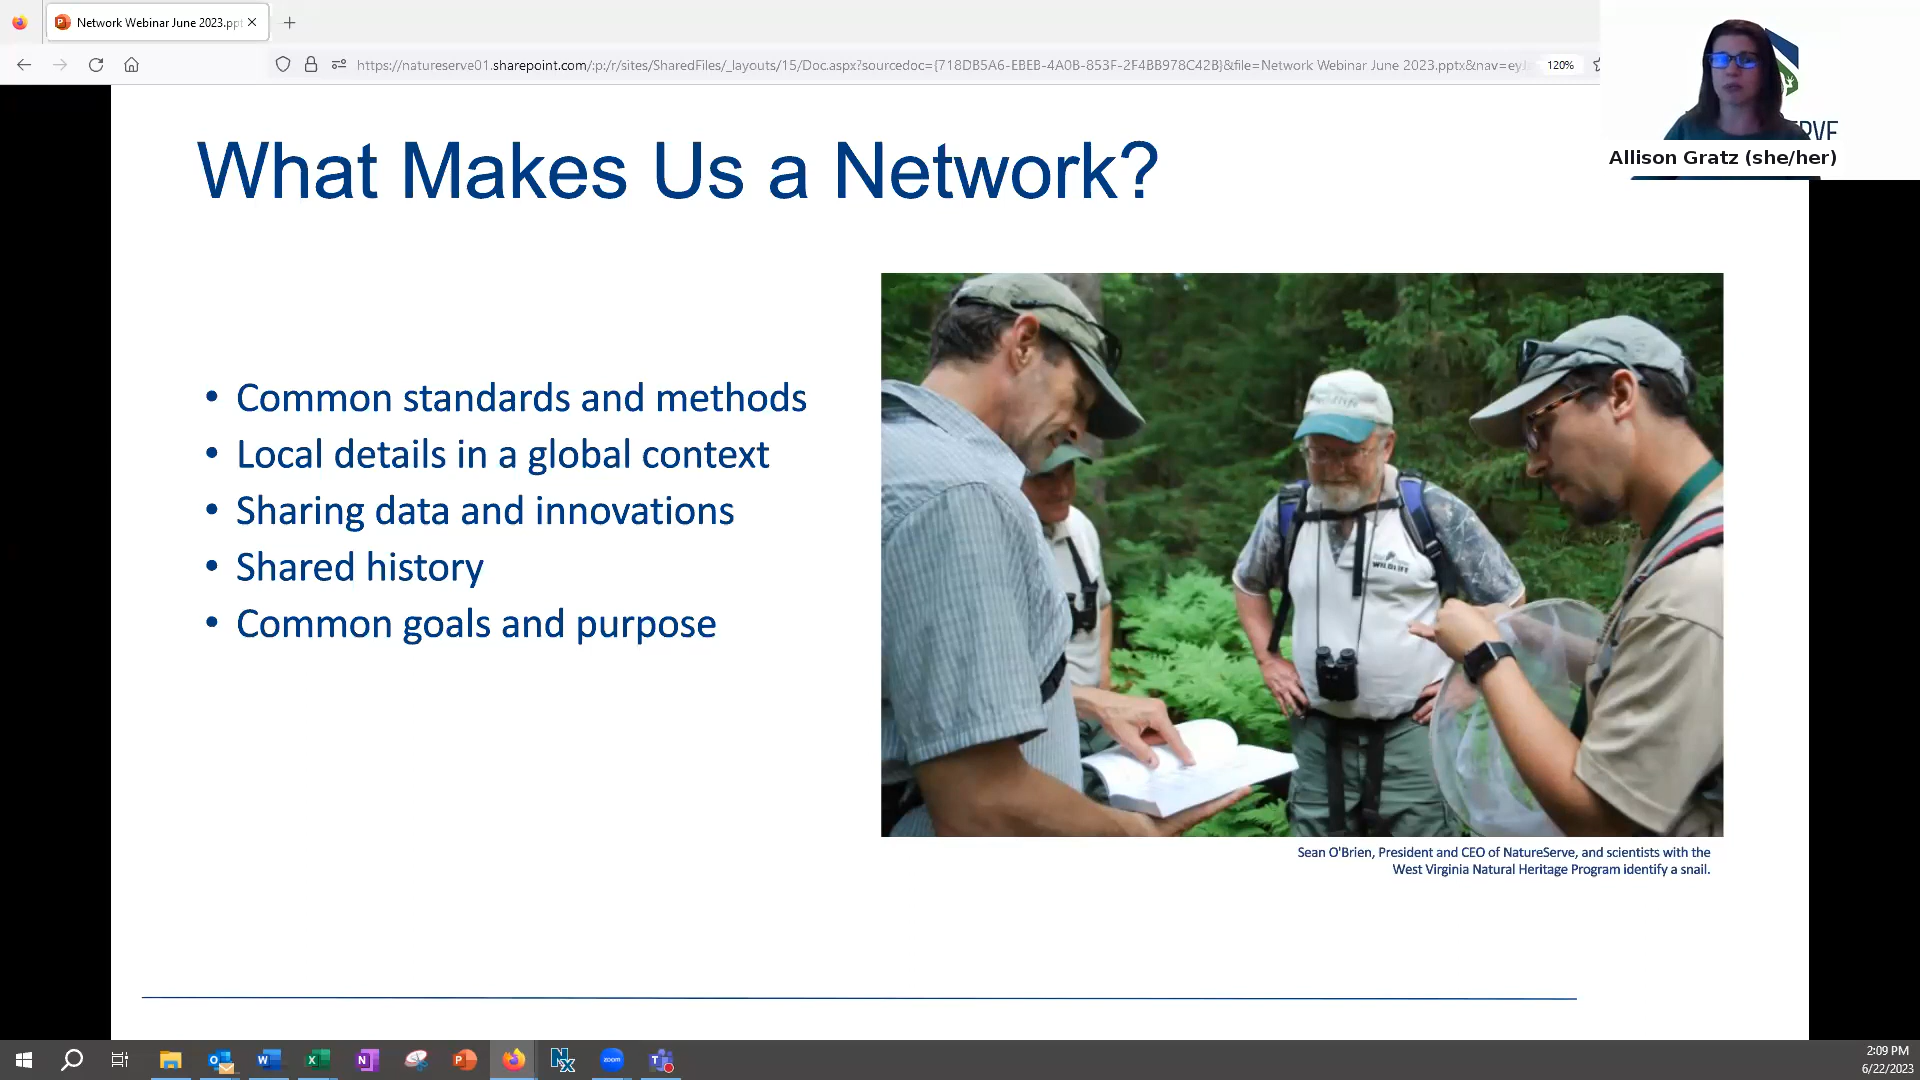 Network Webinar June 2023.pp
https://natureserve01.sharepoint.com/:p:/r/sites/SharedFiles/_layouts/15/Doc.aspx?sourcedoc={718DB5A6-EBEB-4A0B-853F-2F4BB978C42B}&file=Network Webinar June 2023.pptx&nav=ey
120%
Allison Gratz (she/her)
What Makes Us a Network?
• Common standards and methods
• Local details in a global context
• Sharing data and innovations
• Shared history
• Common goals and purpose
WILDLIFE
Sean O'Brien, President and CEO of NatureServe, and scientists with the
West Virginia Natural Heritage Program identify a snail.
zoom
2:09 PM
6/22/2023